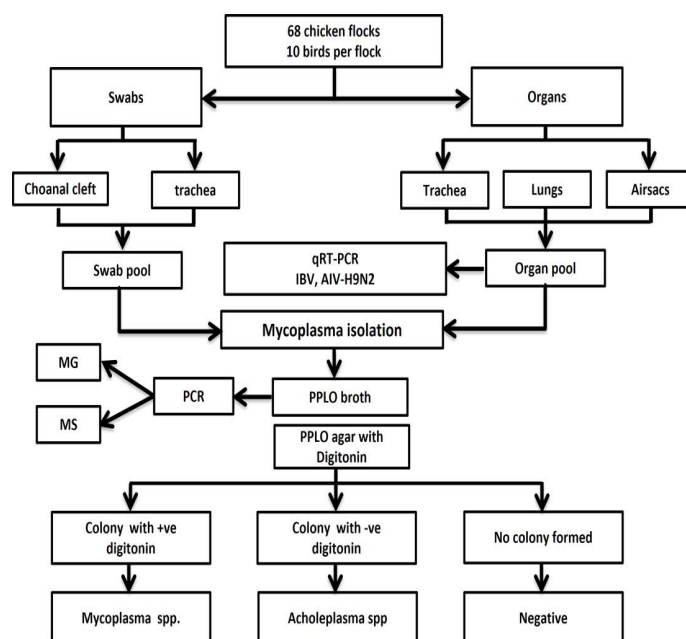 68 chicken flocks
10 birds per flock
Swabs
Organs
Choanal cleft
trachea
Trachea
Lungs
Airsacs
Swab pool
qRT-PCR
IBV, AIV-H9N2
Organ pool
Mycoplasma isolation
MG
MS
PCR
PPLO broth
PPLO agar with
Digitonin
Colony with +ve
digitonin
Colony with -ve
digitonin
No colony formed
Mycoplasma spp.
Acholeplasma spp
Negative